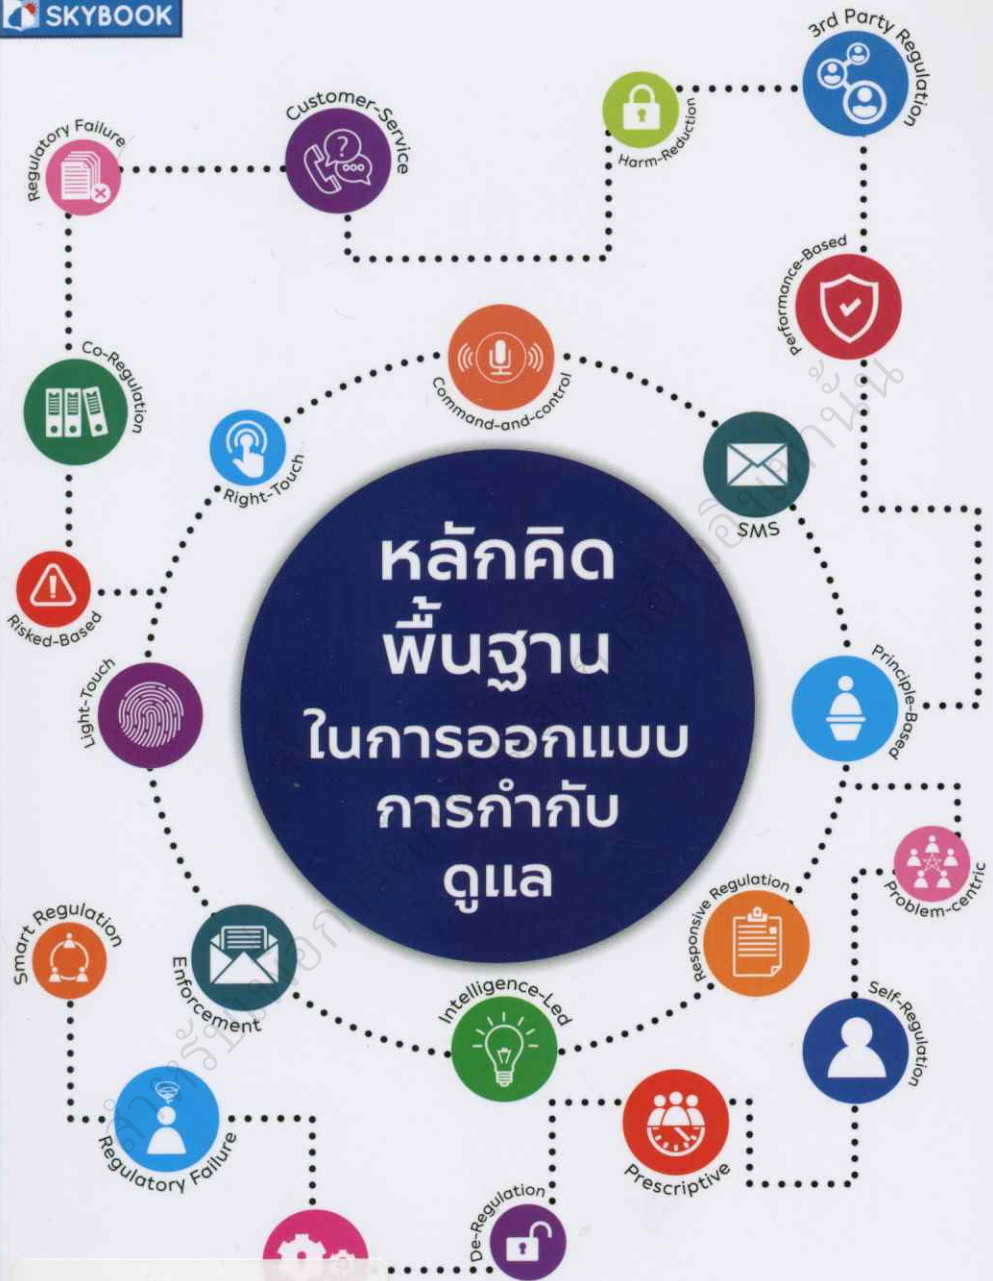 SKYBOOK
3rd Party Regulation
Customer-Service
Regulatory Failure
Harm-Reduction
Performance-Based
Co-Regulation
Command-and-control
Right-Touch
SMS
หลักคิด
พื้นฐาน
ในการออกแบบ
การกำกับ
ดูแล
Risked-Based
Light-Touch
Principle-Based
Problem-centric
Responsive Regulation
Smart Regulation
Enforcement
Intelligence-Led
Self-Regulation
Regulatory Failure
Prescriptive
De-Regulation